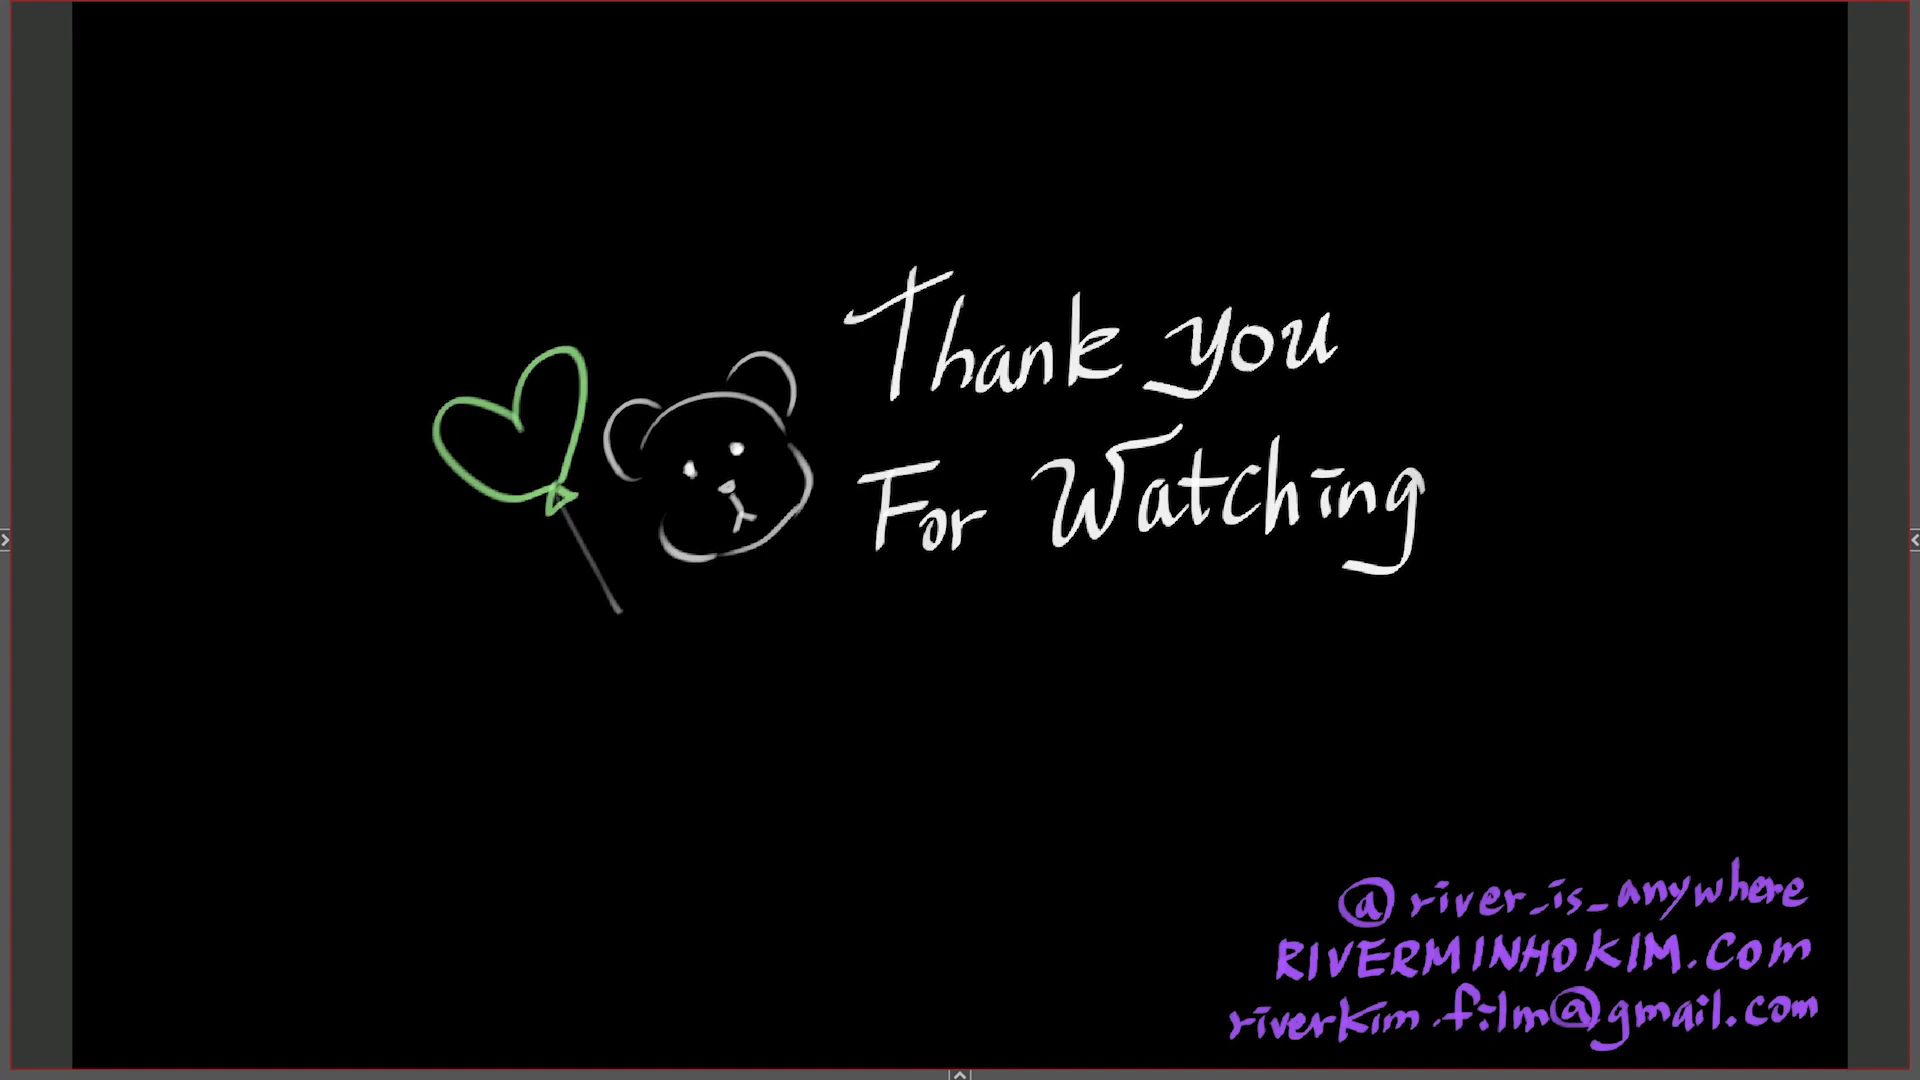 Thank you
For Watching
@river_is_anywhere
RIVERMINHOKIM.Com
riverkim.film@gmail.com